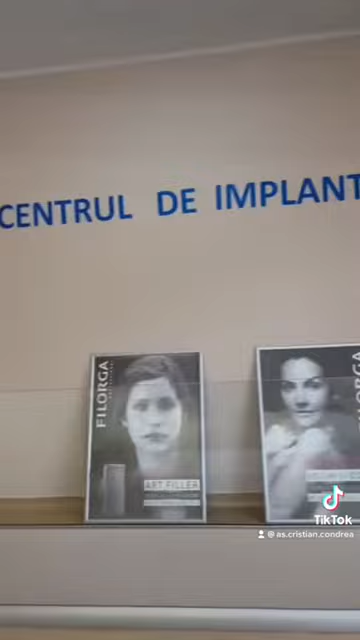 CENTRUL DE IMPLANT
FILORGA
ART FILLER
FILORGA
TikTok
@as.cristian.condrea